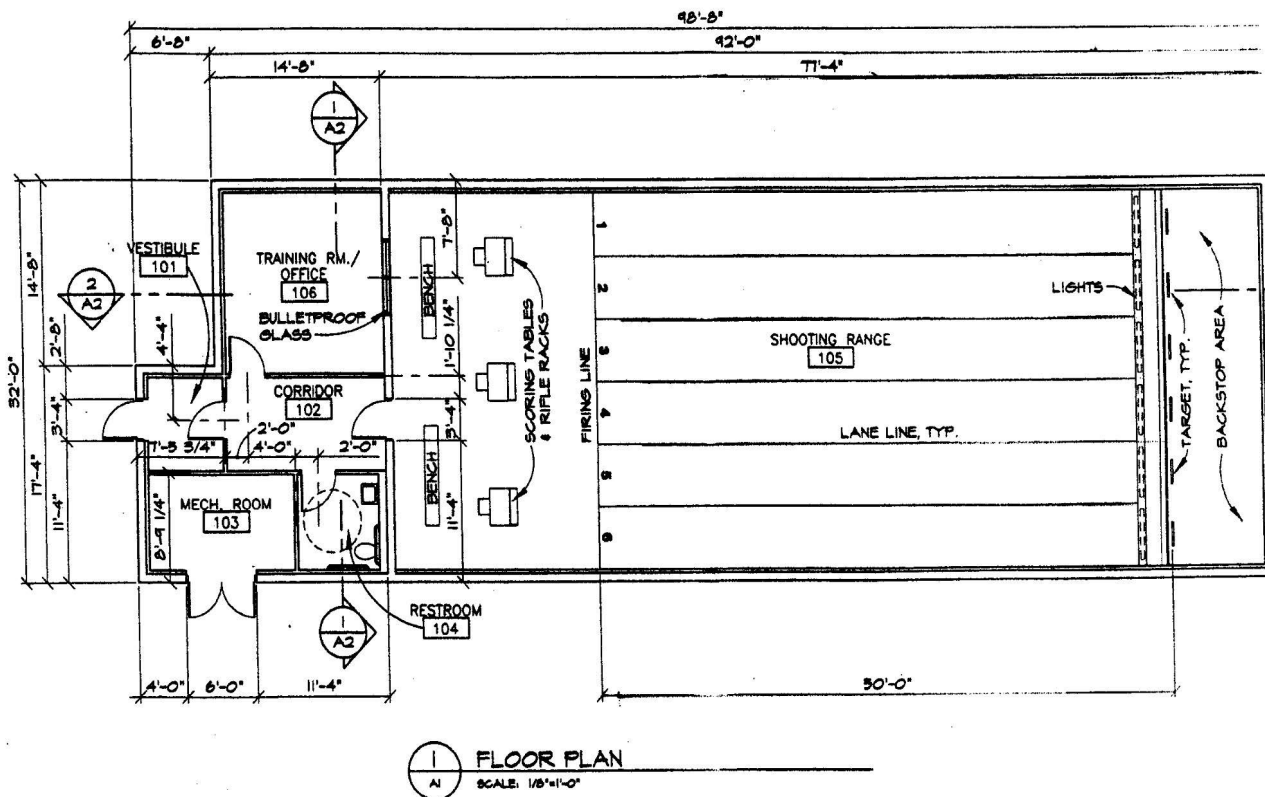 98'-8"
6'-8"
92'-0"
14'-8"
77'-4"
1
A2
VESTIBULE
101
2
A2
TRAINING RM./
OFFICE
106
BULLETPROOF
GLASS
BENCH
7'-8"
1'-10 1/4"
3'-4"
11'-4"
BENCH
SCORING TABLES
& RIFLE RACKS
FIRING LINE
1
2
3
4
5
6
LIGHTS
SHOOTING RANGE
105
LANE LINE, TYP.
TARGET, TYP.
BACKSTOP AREA
32'-0"
14'-8"
17'-4"
2'-8"
3'-4"
11'-4"
4'-4"
CORRIDOR
102
2'-0"
7'-5 3/4"
4'-0"
2'-0"
MECH. ROOM
103
8'-9 1/4"
RESTROOM
104
1
A2
4'-0"
6'-0"
11'-4"
50'-0"
1
A1
FLOOR PLAN
SCALE: 1/8"=1'-0"